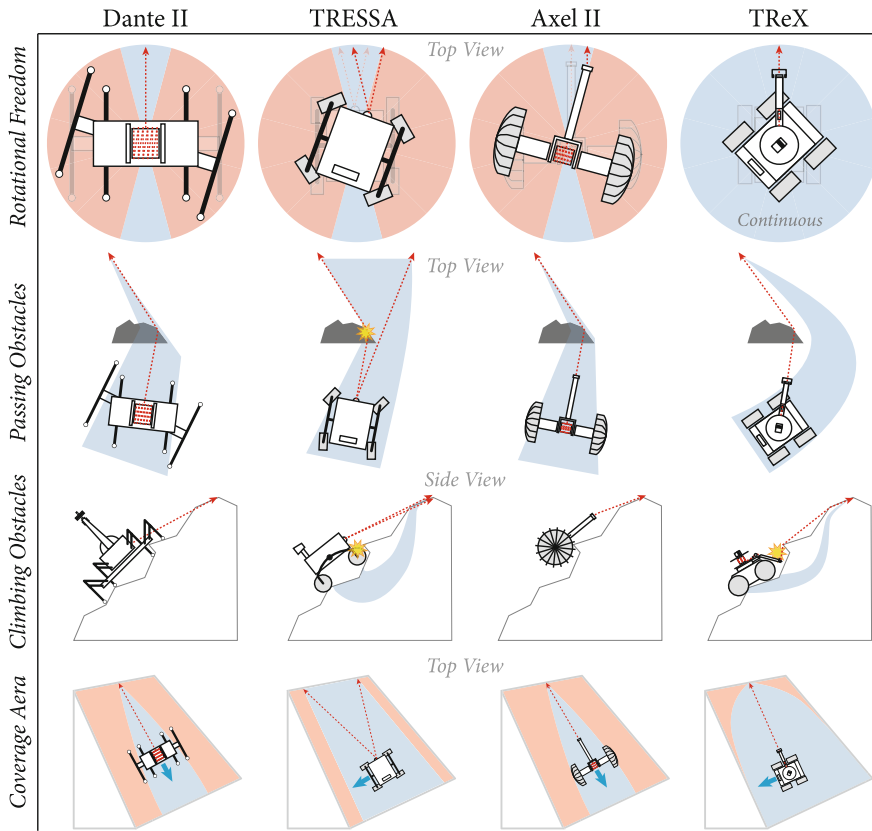 Dante II TRESSA Axel II TReX
Rotational Freedom
Top View
Continuous
Passing Obstacles
Top View
Climbing Obstacles
Side View
Coverage Aera
Top View